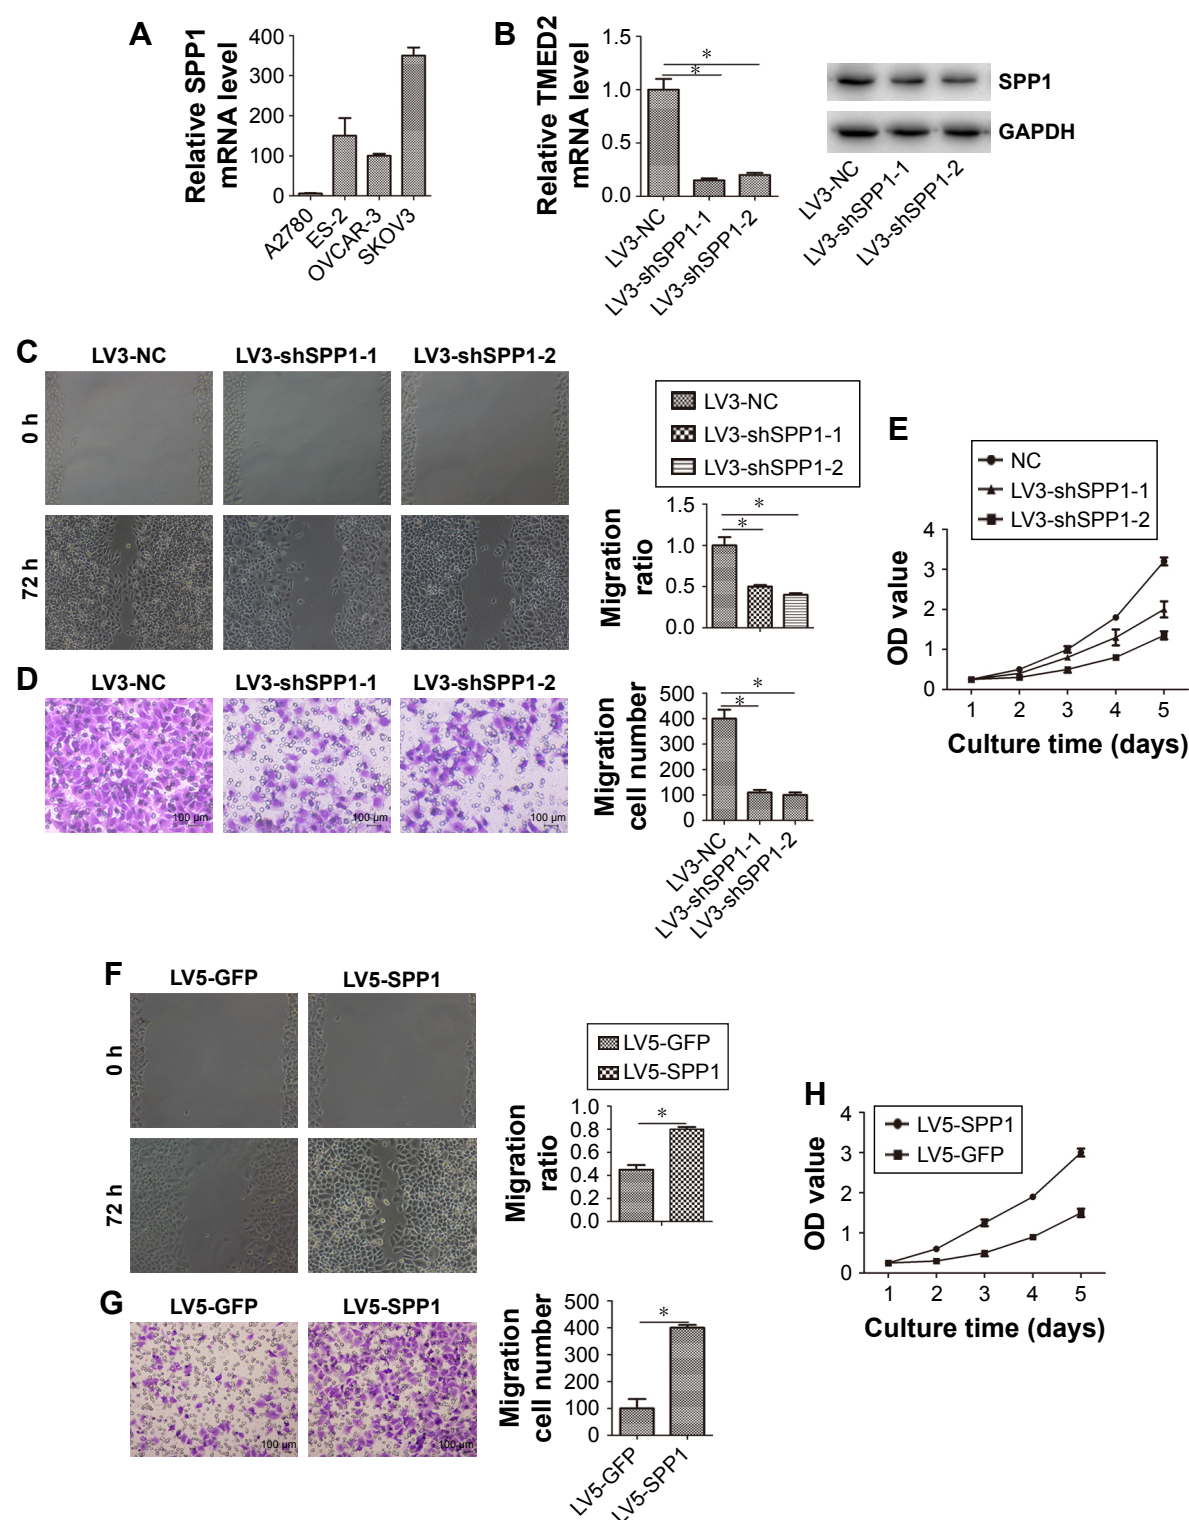 A
Relative SPP1
mRNA level
400
300
200
100
0
A2780
ES-2
OVCAR-3
SKOV3
B
Relative TMED2
mRNA level
1.5
1.0
0.5
0.0
*
*
LV3-NC
LV3-shSPP1-1
LV3-shSPP1-2
SPP1
GAPDH
LV3-NC
LV3-shSPP1-1
LV3-shSPP1-2
C
LV3-NC
LV3-shSPP1-1
LV3-shSPP1-2
0 h
72 h
LV3-NC
LV3-shSPP1-1
LV3-shSPP1-2
Migration
ratio
1.5
1.0
0.5
0.0
*
*
D
LV3-NC
LV3-shSPP1-1
LV3-shSPP1-2
100 µm
100 µm
100 µm
Migration
cell number
500
400
300
200
100
0
*
*
LV3-NC
LV3-shSPP1-1
LV3-shSPP1-2
E
NC
LV3-shSPP1-1
LV3-shSPP1-2
OD value
4
3
2
1
0
1 2 3 4 5
Culture time (days)
F
LV5-GFP
LV5-SPP1
0 h
72 h
LV5-GFP
LV5-SPP1
Migration
ratio
1.0
0.8
0.6
0.4
0.2
0.0
*
G
LV5-GFP
LV5-SPP1
100 µm
100 µm
Migration
cell number
500
400
300
200
100
0
*
LV5-GFP
LV5-SPP1
H
LV5-SPP1
LV5-GFP
OD value
4
3
2
1
0
1 2 3 4 5
Culture time (days)